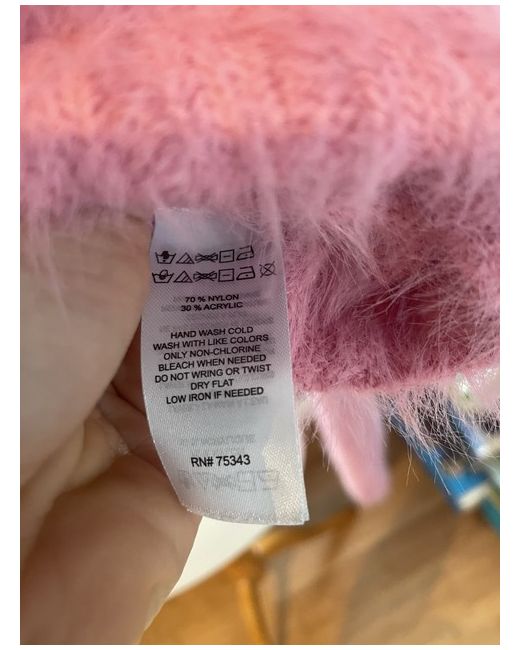 70 % NYLON
30 % ACRYLIC
HAND WASH COLD
WASH WITH LIKE COLORS
ONLY NON-CHLORINE
BLEACH WHEN NEEDED
DO NOT WRING OR TWIST
DRY FLAT
LOW IRON IF NEEDED
RN# 75343